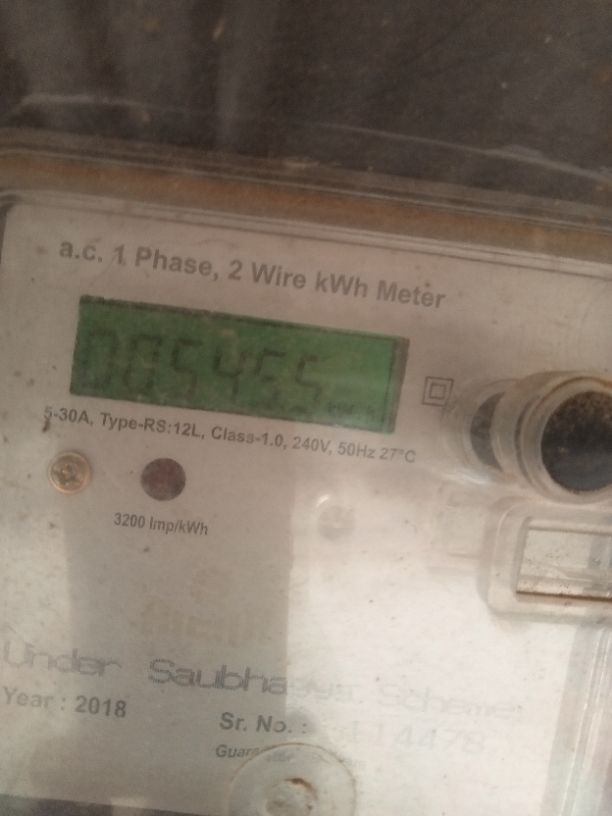 a.c. 1 Phase, 2 Wire kWh Meter
5-30A, Type-RS:12L, Class-1.0, 240V, 50Hz 27°C
3200 Imp/kWh
Under Saubhagya Scheme
Year : 2018
Sr. No. :